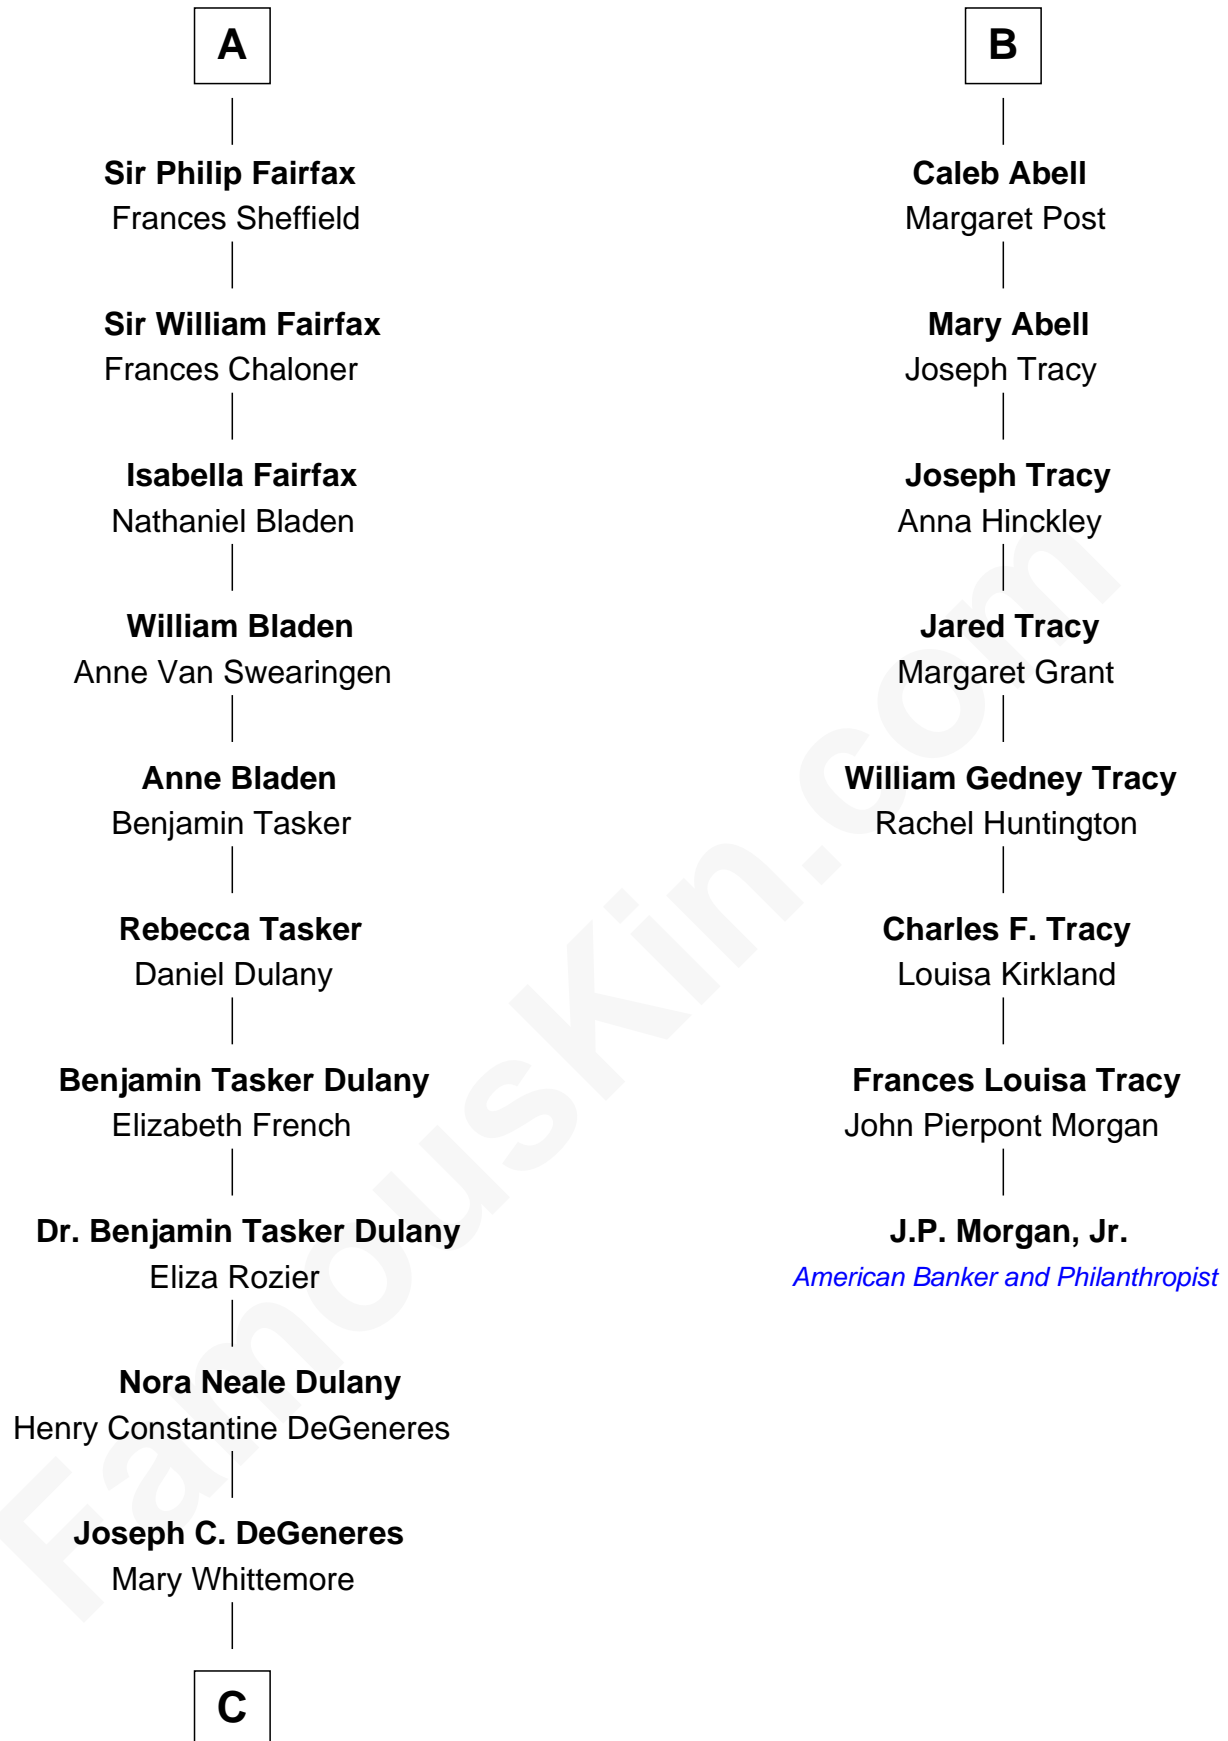 A
Sir Philip Fairfax
Frances Sheffield
Sir William Fairfax
Frances Chaloner
Isabella Fairfax
Nathaniel Bladen
William Bladen
Anne Van Swearingen
Anne Bladen
Benjamin Tasker
Rebecca Tasker
Daniel Dulany
Benjamin Tasker Dulany
Elizabeth French
Dr. Benjamin Tasker Dulany
Eliza Rozier
Nora Neale Dulany
Henry Constantine DeGeneres
Joseph C. DeGeneres
Mary Whittemore
C
B
Caleb Abell
Margaret Post
Mary Abell
Joseph Tracy
Joseph Tracy
Anna Hinckley
Jared Tracy
Margaret Grant
William Gedney Tracy
Rachel Huntington
Charles F. Tracy
Louisa Kirkland
Frances Louisa Tracy
John Pierpont Morgan
J.P. Morgan, Jr.
American Banker and Philanthropist
FamousKin.com